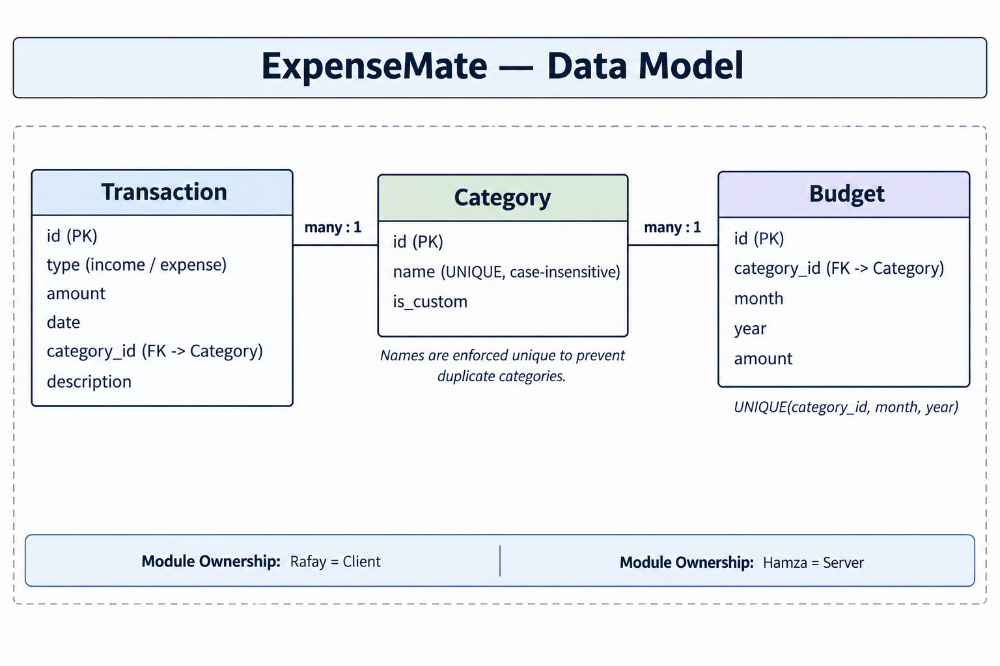 ExpenseMate — Data Model
Transaction
id (PK)
type (income / expense)
amount
date
category_id (FK -> Category)
description
many : 1
Category
id (PK)
name (UNIQUE, case-insensitive)
is_custom
Names are enforced unique to prevent
duplicate categories.
many : 1
Budget
id (PK)
category_id (FK -> Category)
month
year
amount
UNIQUE(category_id, month, year)
Module Ownership: Rafay = Client
Module Ownership: Hamza = Server